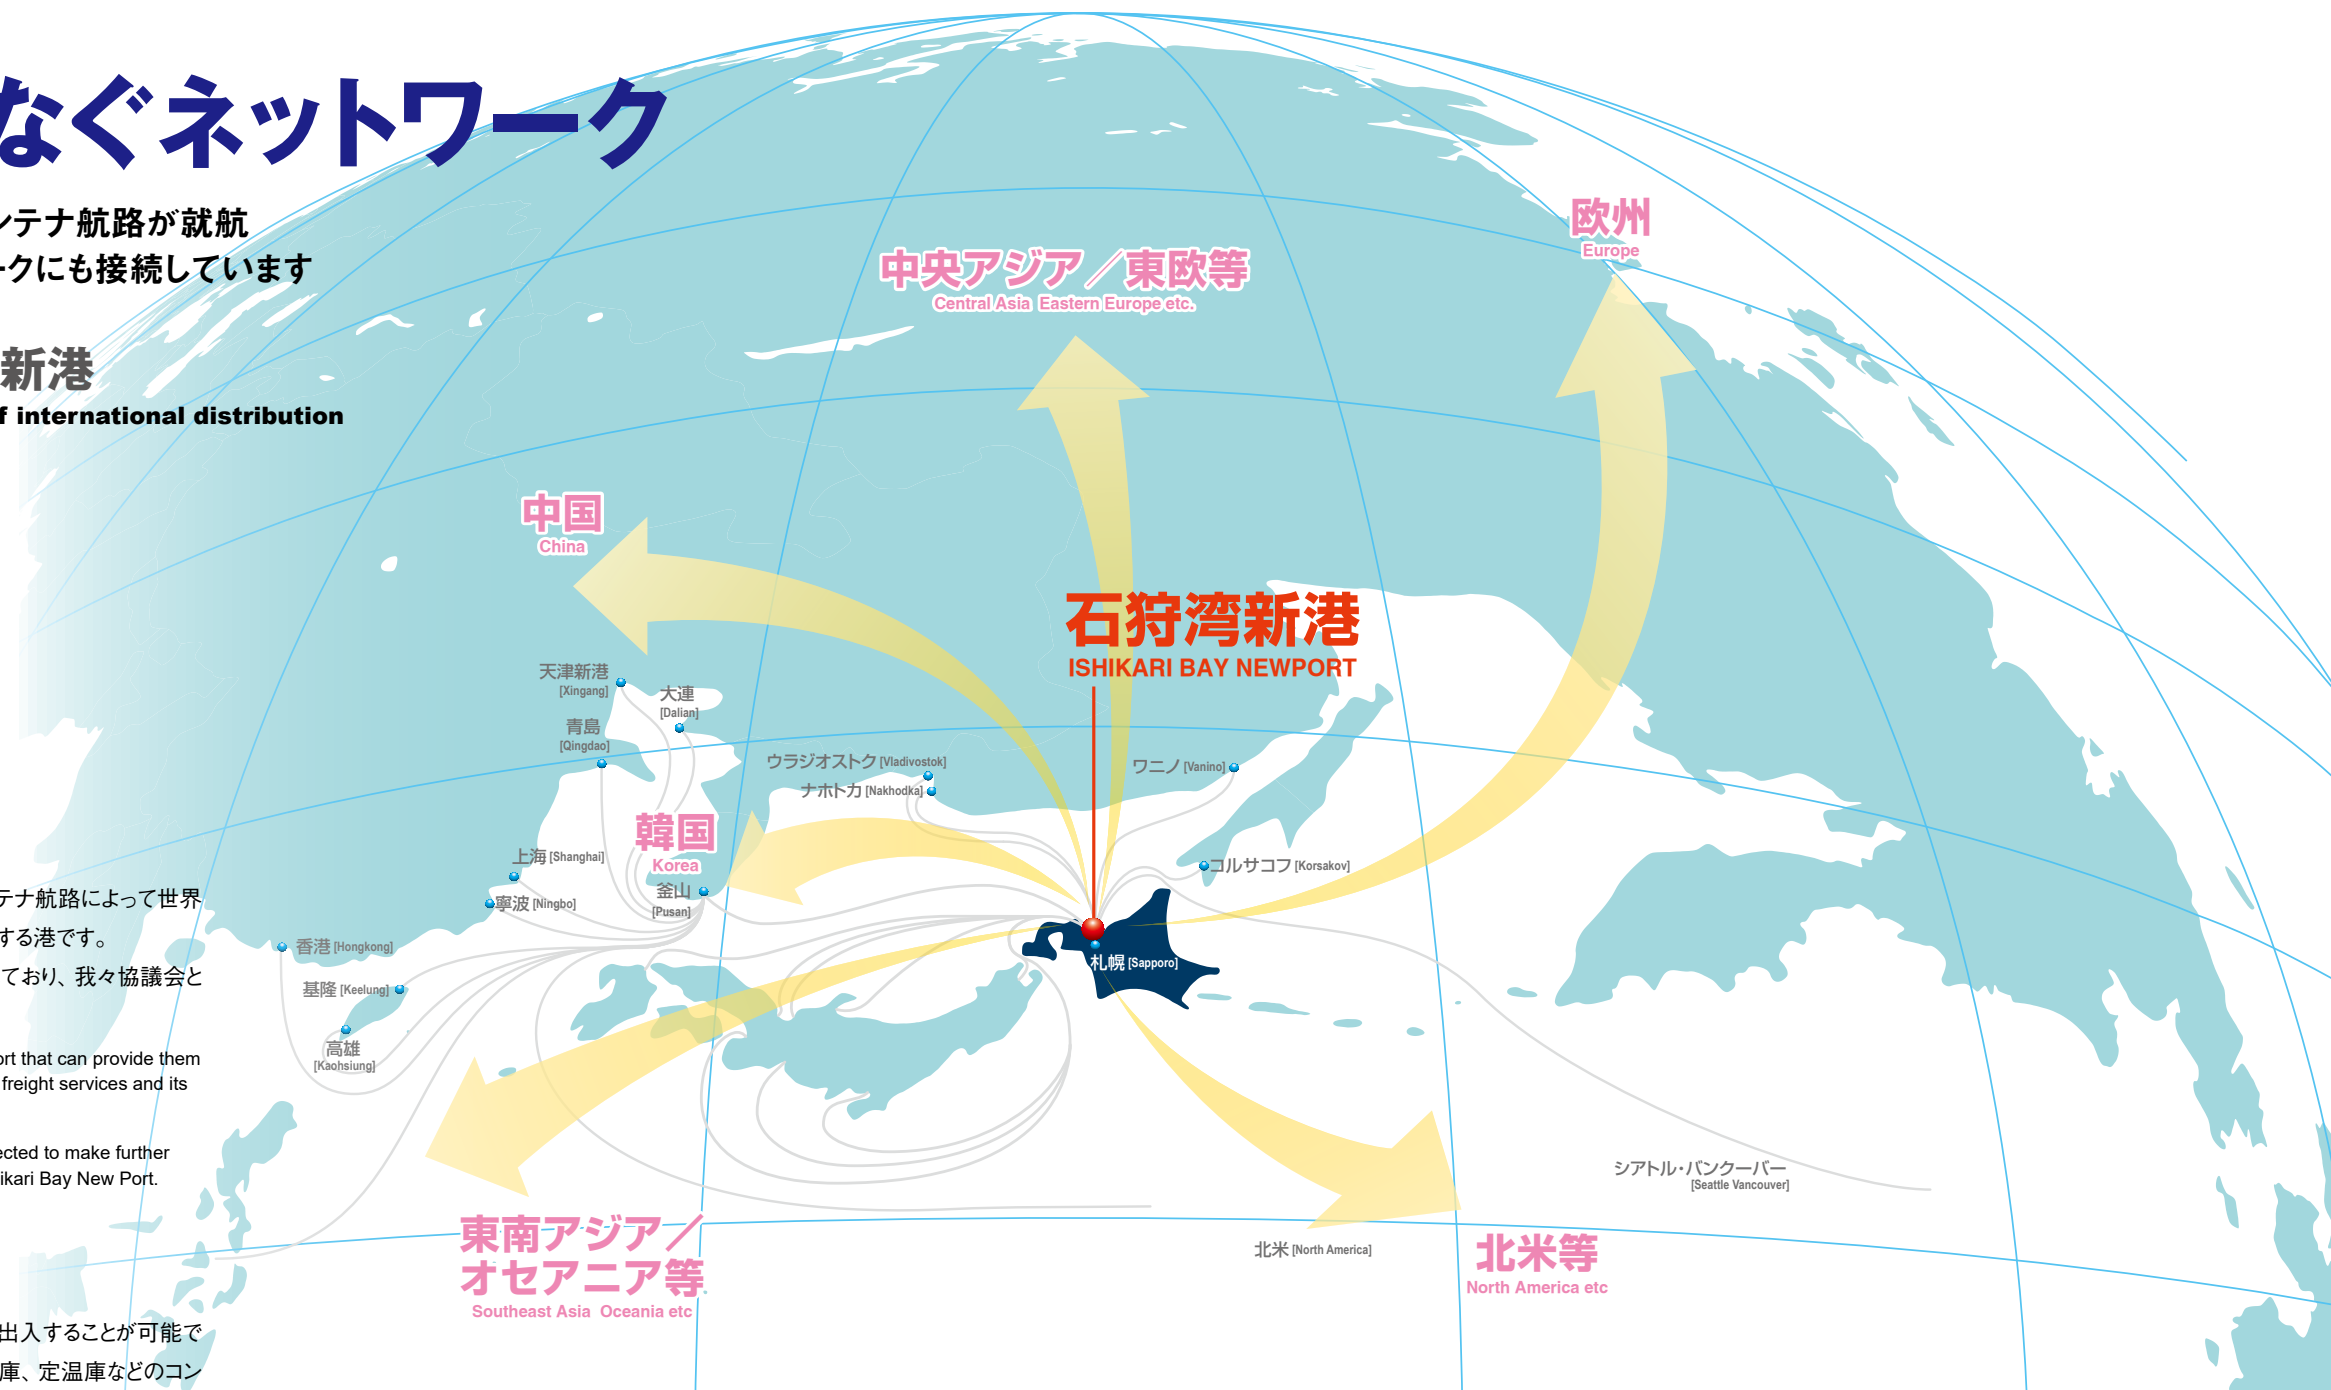 なぐネットワーク
ンテナ航路が就航
ークにも接続しています
新港
f international distribution
欧州
Europe
中央アジア／東欧等
Central Asia Eastern Europe etc.
中国
China
石狩湾新港
ISHIKARI BAY NEWPORT
天津新港
[Xingang]
大連
[Dalian]
青島
[Qingdao]
ウラジオストク [Vladivostok]
ナホトカ [Nakhodka]
ワニノ [Vanino]
韓国
Korea
上海 [Shanghai]
コルサコフ [Korsakov]
釜山
[Pusan]
寧波 [Ningbo]
香港 [Hongkong]
札幌 [Sapporo]
基隆 [Keelung]
高雄
[Kaohsiung]
テナ航路によって世界
する港です。
ており、我々協議会と
ort that can provide them
freight services and its
ected to make further
ikari Bay New Port.
シアトル・バンクーバー
[Seattle Vancouver]
東南アジア／
オセアニア等
Southeast Asia Oceania etc
北米 [North America]
北米等
North America etc
出入することが可能で
庫、定温庫などのコン